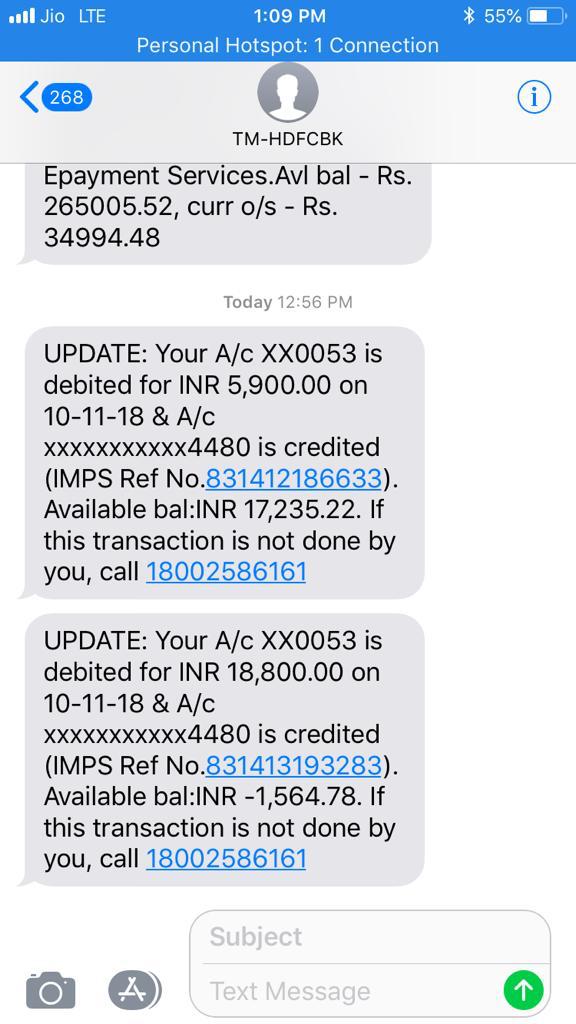 Jio LTE 1:09 PM 55%
Personal Hotspot: 1 Connection
268
TM-HDFCBK
Epayment Services.Avl bal - Rs.
265005.52, curr o/s - Rs.
34994.48
Today 12:56 PM
UPDATE: Your A/c XX0053 is
debited for INR 5,900.00 on
10-11-18 & A/c
xxxxxxxxxxx4480 is credited
(IMPS Ref No.831412186633).
Available bal:INR 17,235.22. If
this transaction is not done by
you, call 18002586161
UPDATE: Your A/c XX0053 is
debited for INR 18,800.00 on
10-11-18 & A/c
xxxxxxxxxxx4480 is credited
(IMPS Ref No.831413193283).
Available bal:INR -1,564.78. If
this transaction is not done by
you, call 18002586161
Subject
Text Message